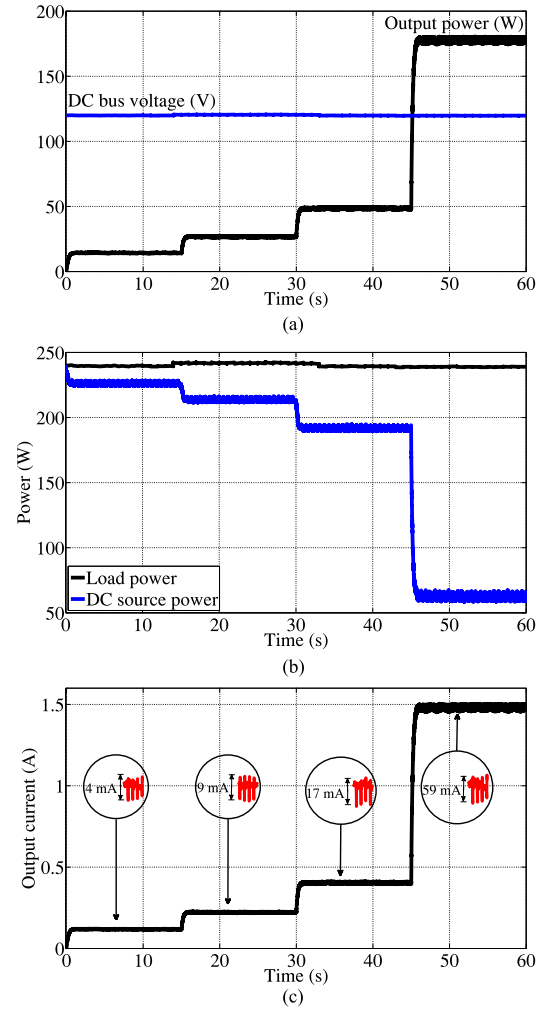 200
Output power (W)
150
DC bus voltage (V)
100
50
0
0 10 20 30 40 50 60
Time (s)
(a)
250
200
Power (W)
150
100
Load power
DC source power
50
0 10 20 30 40 50 60
Time (s)
(b)
1.5
Output current (A)
1
4 mA
9 mA
17 mA
59 mA
0.5
0
0 10 20 30 40 50 60
Time (s)
(c)